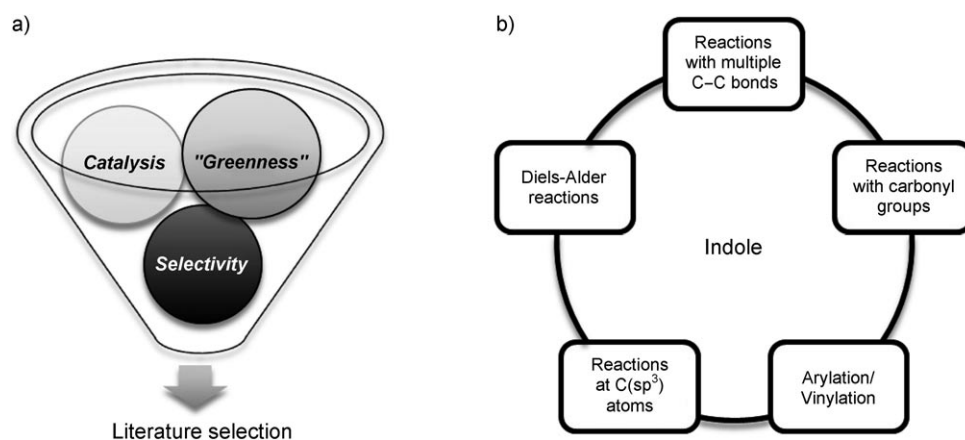 a)
Catalysis
"Greenness"
Selectivity
Literature selection
b)
Reactions
with multiple
C–C bonds
Diels-Alder
reactions
Reactions
with carbonyl
groups
Indole
Reactions
at C(sp³)
atoms
Arylation/
Vinylation